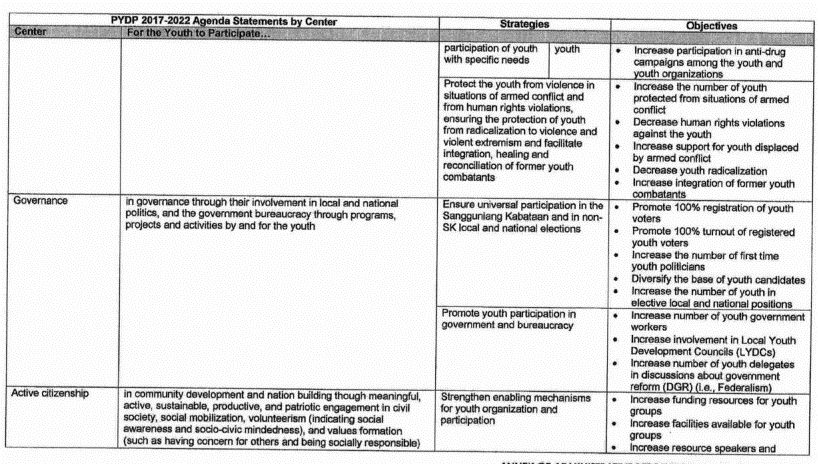 PYDP 2017-2022 Agenda Statements by Center
Strategies
Objectives
Center
For the Youth to Participate...
participation of youth
with specific needs
youth
• Increase participation in anti-drug
campaigns among the youth and
youth organizations
Protect the youth from violence in
situations of armed conflict and
from human rights violations,
ensuring the protection of youth
from radicalization to violence and
violent extremism and facilitate
integration, healing and
reconciliation of former youth
combatants
• Increase the number of youth
protected from situations of armed
conflict
• Decrease human rights violations
against the youth
• Increase support for youth displaced
by armed conflict
• Decrease youth radicalization
• Increase integration of former youth
combatants
Governance
in governance through their involvement in local and national
politics, and the government bureaucracy through programs,
projects and activities by and for the youth
Ensure universal participation in the
Sangguniang Kabataan and in non-
SK local and national elections
• Promote 100% registration of youth
voters
• Promote 100% turnout of registered
youth voters
• Increase the number of first time
youth politicians
• Diversify the base of youth candidates
• Increase the number of youth in
elective local and national positions
Promote youth participation in
government and bureaucracy
• Increase number of youth government
workers
• Increase involvement in Local Youth
Development Councils (LYDCs)
• Increase number of youth delegates
in discussions about government
reform (DGR) (i.e., Federalism)
Active citizenship
in community development and nation building though meaningful,
active, sustainable, productive, and patriotic engagement in civil
society, social mobilization, volunteerism (indicating social
awareness and socio-civic mindedness), and values formation
(such as having concern for others and being socially responsible)
Strengthen enabling mechanisms
for youth organization and
participation
• Increase funding resources for youth
groups
• Increase facilities available for youth
groups
• Increase resource speakers and